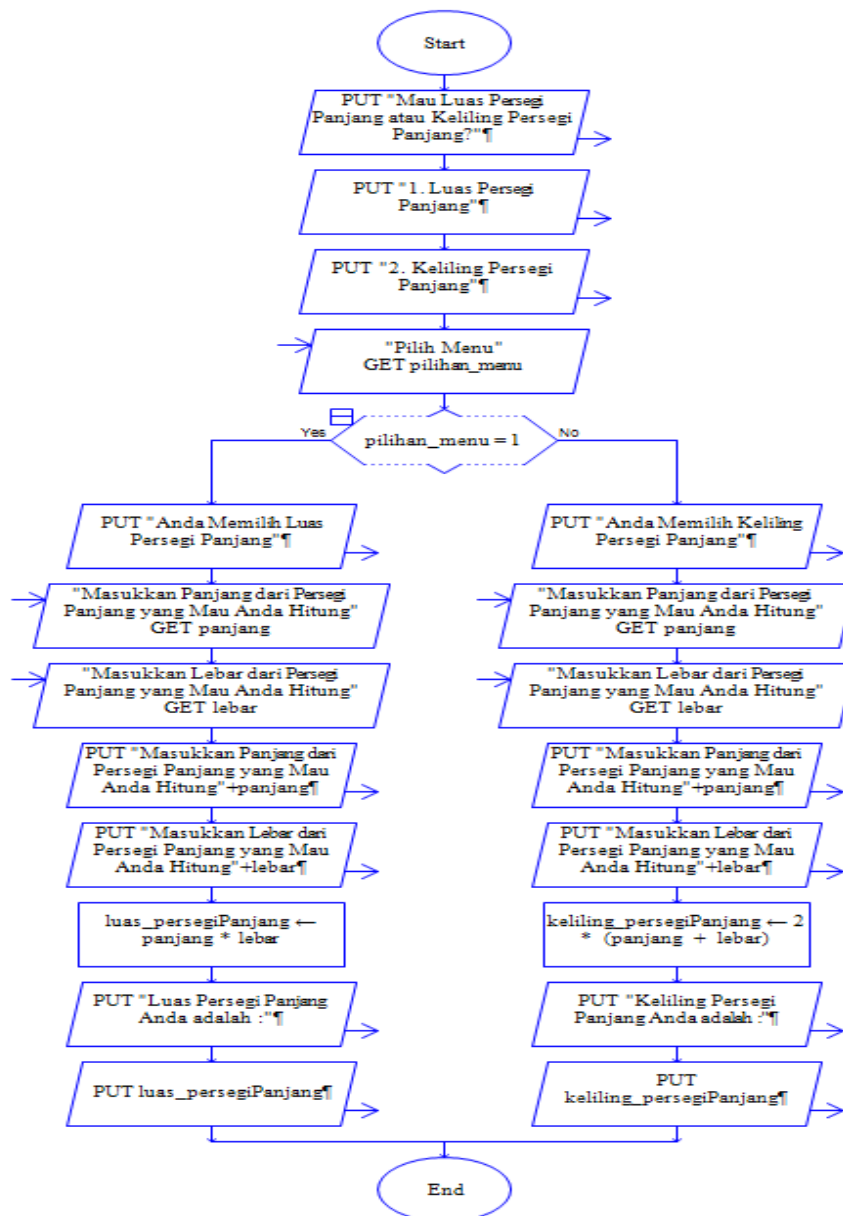 Start
PUT "Mau Luas Persegi
Panjang atau Keliling Persegi
Panjang?"¶
PUT "1. Luas Persegi
Panjang"¶
PUT "2. Keliling Persegi
Panjang"¶
"Pilih Menu"
GET pilihan_menu
Yes
pilihan_menu = 1
No
PUT "Anda Memilih Luas
Persegi Panjang"¶
"Masukkan Panjang dari Persegi
Panjang yang Mau Anda Hitung"
GET panjang
"Masukkan Lebar dari Persegi
Panjang yang Mau Anda Hitung"
GET lebar
PUT "Masukkan Panjang dari
Persegi Panjang yang Mau
Anda Hitung"+panjang¶
PUT "Masukkan Lebar dari
Persegi Panjang yang Mau
Anda Hitung"+lebar¶
luas_persegiPanjang ←
panjang * lebar
PUT "Luas Persegi Panjang
Anda adalah :"¶
PUT luas_persegiPanjang¶
PUT "Anda Memilih Keliling
Persegi Panjang"¶
"Masukkan Panjang dari Persegi
Panjang yang Mau Anda Hitung"
GET panjang
"Masukkan Lebar dari Persegi
Panjang yang Mau Anda Hitung"
GET lebar
PUT "Masukkan Panjang dari
Persegi Panjang yang Mau
Anda Hitung"+panjang¶
PUT "Masukkan Lebar dari
Persegi Panjang yang Mau
Anda Hitung"+lebar¶
keliling_persegiPanjang ← 2
* (panjang + lebar)
PUT "Keliling Persegi
Panjang Anda adalah :"¶
PUT
keliling_persegiPanjang¶
End